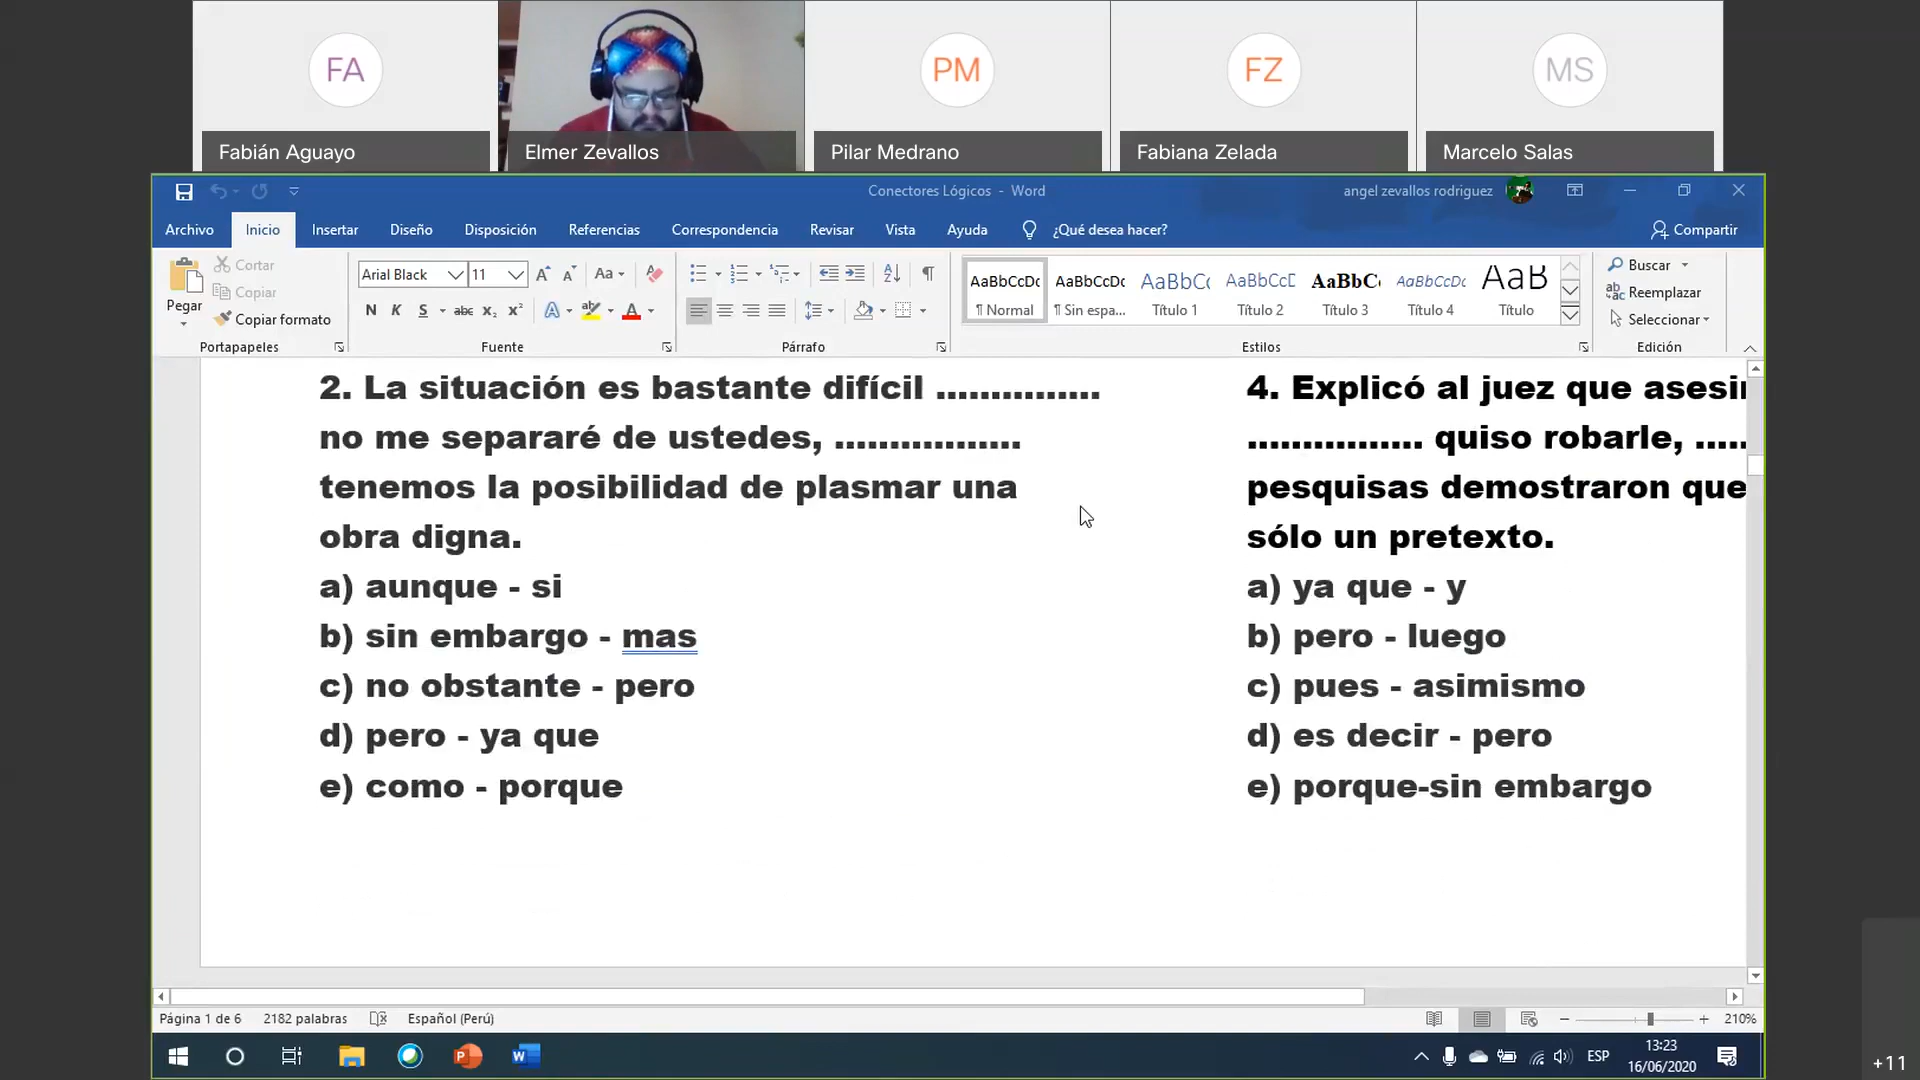 FA
PM
FZ
MS
Fabián Aguayo
Elmer Zevallos
Pilar Medrano
Fabiana Zelada
Marcelo Salas
Conectores Lógicos - Word
angel zevallos rodriguez
Archivo Inicio Insertar Diseño Disposición Referencias Correspondencia Revisar Vista Ayuda ¿Qué desea hacer? Compartir
Pegar
Cortar
Copiar
Copiar formato
Portapapeles
Arial Black 11
Aa
N K S abc x₂ x² A ab A
Fuente
Párrafo
AaBbCcDc AaBbCcDc AaBbCc AaBbCcD AaBbC AaBbCcDc AaB
¶ Normal ¶ Sin espa... Título 1 Título 2 Título 3 Título 4 Título
Estilos
Buscar
Reemplazar
Seleccionar
Edición
2. La situación es bastante difícil ...............
no me separaré de ustedes, .................
tenemos la posibilidad de plasmar una
obra digna.
a) aunque - si
b) sin embargo - mas
c) no obstante - pero
d) pero - ya que
e) como - porque
4. Explicó al juez que
................ quiso robarle, .....
pesquisas demostraron que
sólo un pretexto.
a) ya que - y
b) pero - luego
c) pues - asimismo
d) es decir - pero
e) porque-sin embargo
Página 1 de 6 2182 palabras Español (Perú) 210%
ESP
13:23
16/06/2020
+11